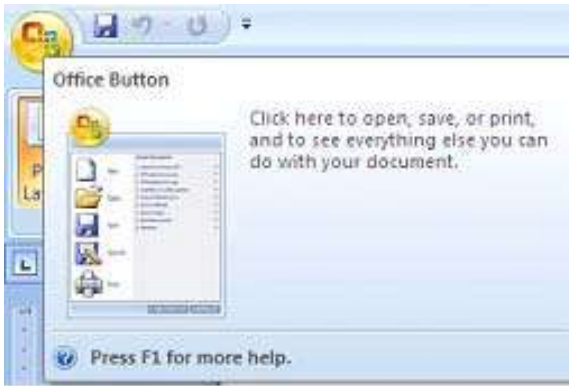 Office Button
Click here to open, save, or print,
and to see everything else you can
do with your document.
P
La
L
Press F1 for more help.